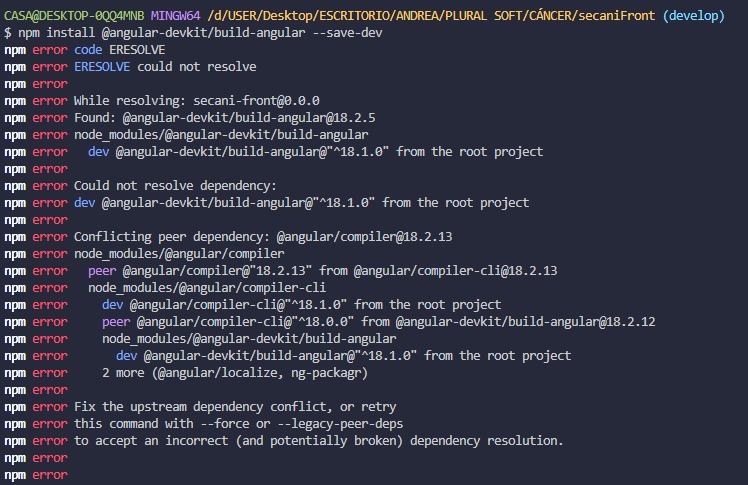 CASA@DESKTOP-0QQ4MNB MINGW64 /d/USER/Desktop/ESCRITORIO/ANDREA/PLURAL SOFT/CÁNCER/secaniFront (develop)
$ npm install @angular-devkit/build-angular --save-dev
npm error code ERESOLVE
npm error ERESOLVE could not resolve
npm error
npm error While resolving: secani-front@0.0.0
npm error Found: @angular-devkit/build-angular@18.2.5
npm error node_modules/@angular-devkit/build-angular
npm error   dev @angular-devkit/build-angular@"^18.1.0" from the root project
npm error
npm error Could not resolve dependency:
npm error dev @angular-devkit/build-angular@"^18.1.0" from the root project
npm error
npm error Conflicting peer dependency: @angular/compiler@18.2.13
npm error node_modules/@angular/compiler
npm error   peer @angular/compiler@"18.2.13" from @angular/compiler-cli@18.2.13
npm error   node_modules/@angular/compiler-cli
npm error     dev @angular/compiler-cli@"^18.1.0" from the root project
npm error     peer @angular/compiler-cli@"^18.0.0" from @angular-devkit/build-angular@18.2.12
npm error     node_modules/@angular-devkit/build-angular
npm error       dev @angular-devkit/build-angular@"^18.1.0" from the root project
npm error     2 more (@angular/localize, ng-packagr)
npm error
npm error Fix the upstream dependency conflict, or retry
npm error this command with --force or --legacy-peer-deps
npm error to accept an incorrect (and potentially broken) dependency resolution.
npm error
npm error